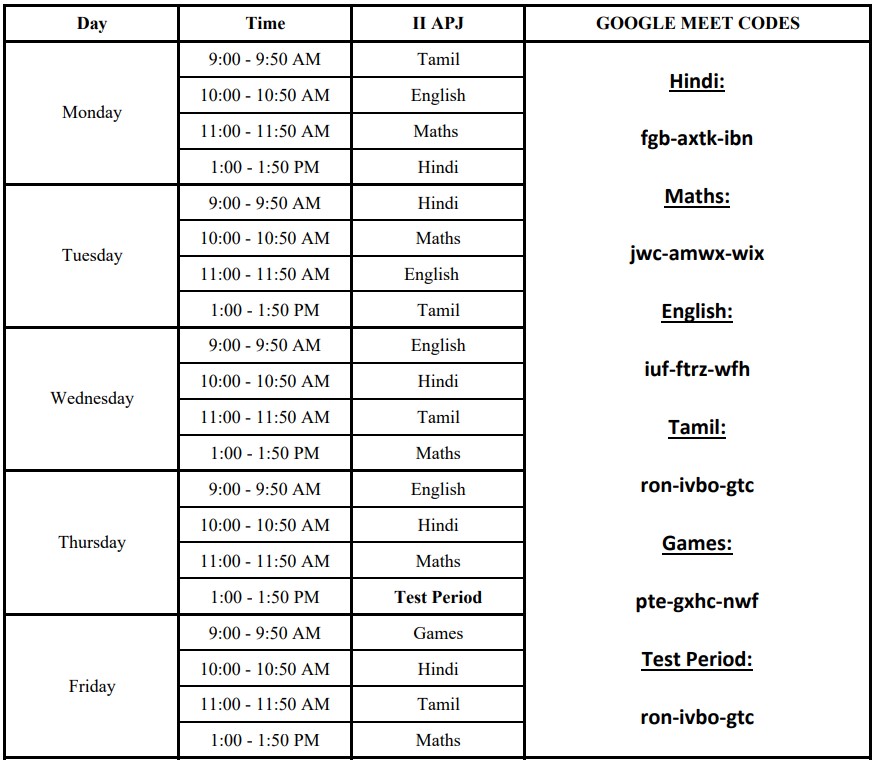 Day Time II APJ GOOGLE MEET CODES
Monday
9:00 - 9:50 AM Tamil
10:00 - 10:50 AM English
11:00 - 11:50 AM Maths
1:00 - 1:50 PM Hindi
Tuesday
9:00 - 9:50 AM Hindi
10:00 - 10:50 AM Maths
11:00 - 11:50 AM English
1:00 - 1:50 PM Tamil
Wednesday
9:00 - 9:50 AM English
10:00 - 10:50 AM Hindi
11:00 - 11:50 AM Tamil
1:00 - 1:50 PM Maths
Thursday
9:00 - 9:50 AM English
10:00 - 10:50 AM Hindi
11:00 - 11:50 AM Maths
1:00 - 1:50 PM Test Period
Friday
9:00 - 9:50 AM Games
10:00 - 10:50 AM Hindi
11:00 - 11:50 AM Tamil
1:00 - 1:50 PM Maths
Hindi:
fgb-axtk-ibn
Maths:
jwc-amwx-wix
English:
iuf-ftrz-wfh
Tamil:
ron-ivbo-gtc
Games:
pte-gxhc-nwf
Test Period:
ron-ivbo-gtc